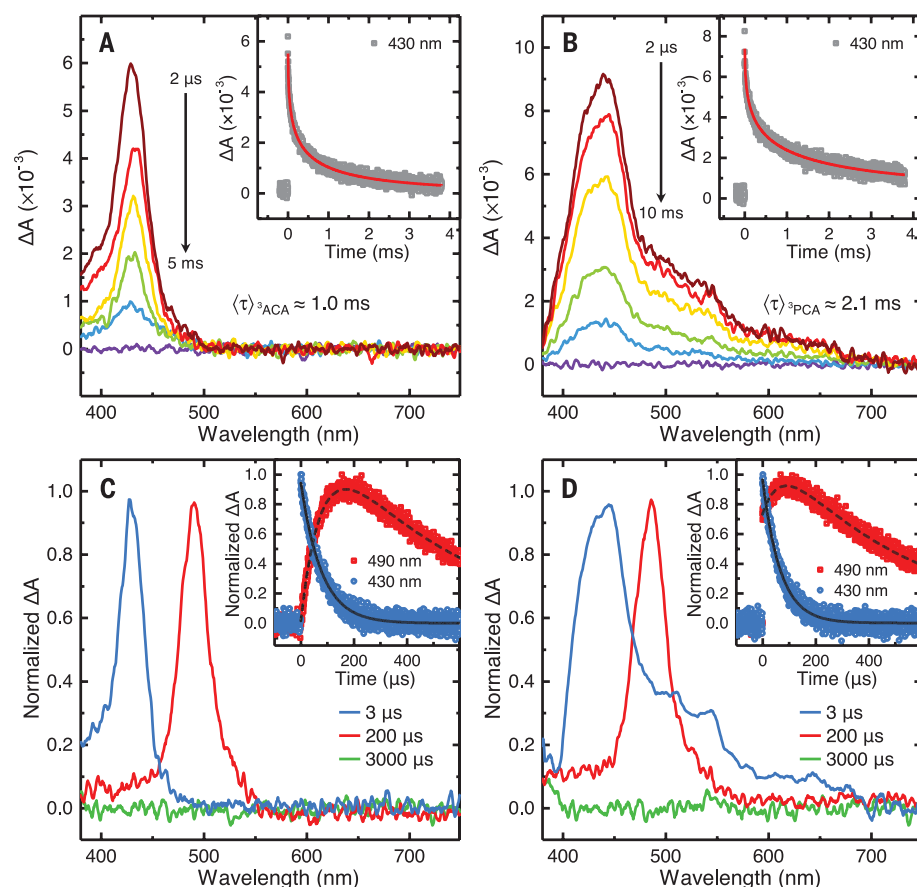 A
2 µs
5 ms
⟨τ⟩ ³ACA ≈ 1.0 ms
ΔA (×10⁻³)
6
5
4
3
2
1
0
400 500 600 700
Wavelength (nm)
430 nm
ΔA (×10⁻³)
6
4
2
0
0 1 2 3 4
Time (ms)
B
2 µs
10 ms
⟨τ⟩ ³PCA ≈ 2.1 ms
ΔA (×10⁻³)
10
8
6
4
2
0
400 500 600 700
Wavelength (nm)
430 nm
ΔA (×10⁻³)
8
6
4
2
0
0 1 2 3 4
Time (ms)
C
Normalized ΔA
1.0
0.8
0.6
0.4
0.2
0.0
400 500 600 700
Wavelength (nm)
3 µs
200 µs
3000 µs
Normalized ΔA
1.0
0.8
0.6
0.4
0.2
0.0
490 nm
430 nm
0 200 400
Time (µs)
D
Normalized ΔA
1.0
0.8
0.6
0.4
0.2
0.0
400 500 600 700
Wavelength (nm)
3 µs
200 µs
3000 µs
Normalized ΔA
1.0
0.8
0.6
0.4
0.2
0.0
490 nm
430 nm
0 200 400
Time (µs)